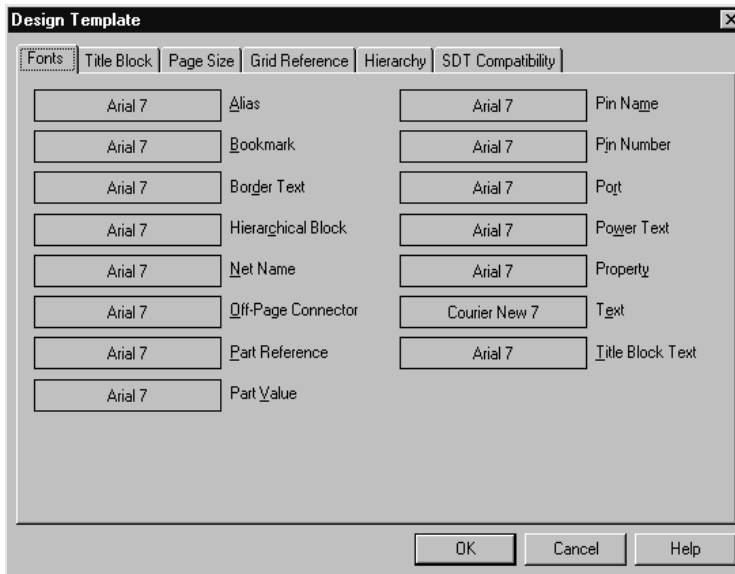 Design Template
Fonts Title Block Page Size Grid Reference Hierarchy SDT Compatibility
Arial 7 Alias Arial 7 Pin Name
Arial 7 Bookmark Arial 7 Pin Number
Arial 7 Border Text Arial 7 Port
Arial 7 Hierarchical Block Arial 7 Power Text
Arial 7 Net Name Arial 7 Property
Arial 7 Off-Page Connector Courier New 7 Text
Arial 7 Part Reference Arial 7 Title Block Text
Arial 7 Part Value
OK Cancel Help